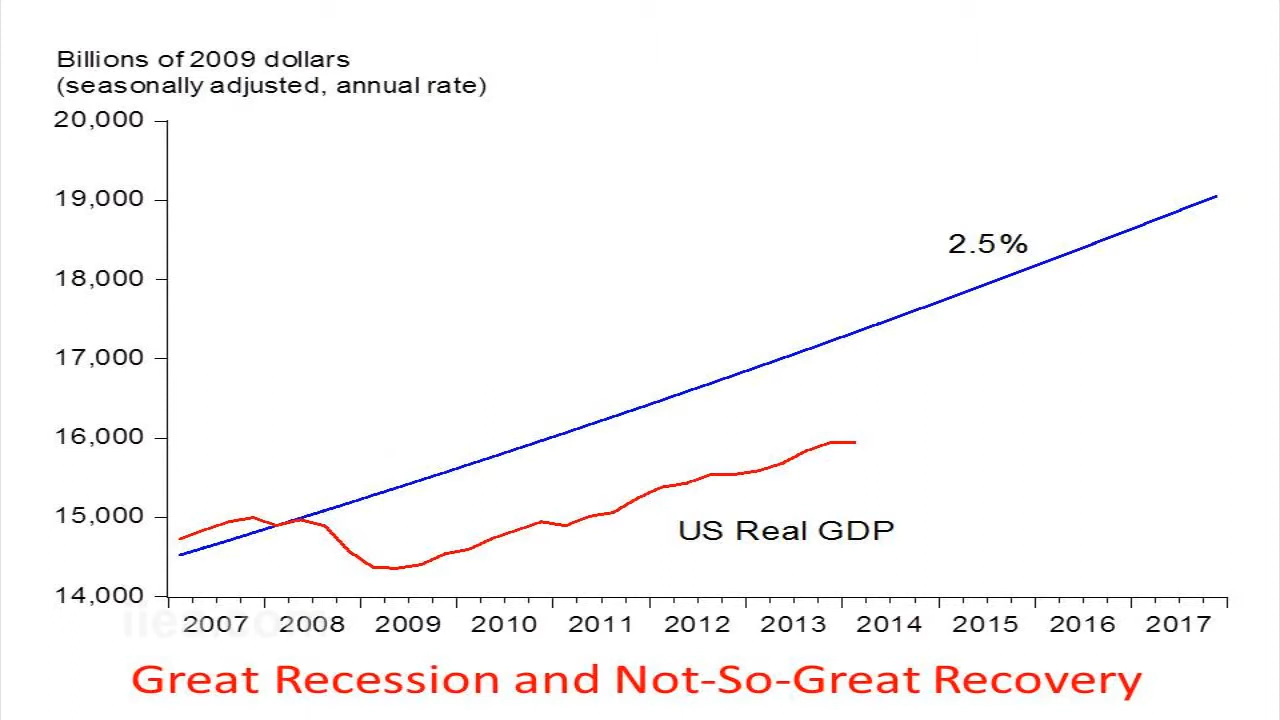 Billions of 2009 dollars
(seasonally adjusted, annual rate)
20,000
19,000
18,000
17,000
16,000
15,000
14,000
2.5%
US Real GDP
2007 2008 2009 2010 2011 2012 2013 2014 2015 2016 2017
Great Recession and Not-So-Great Recovery